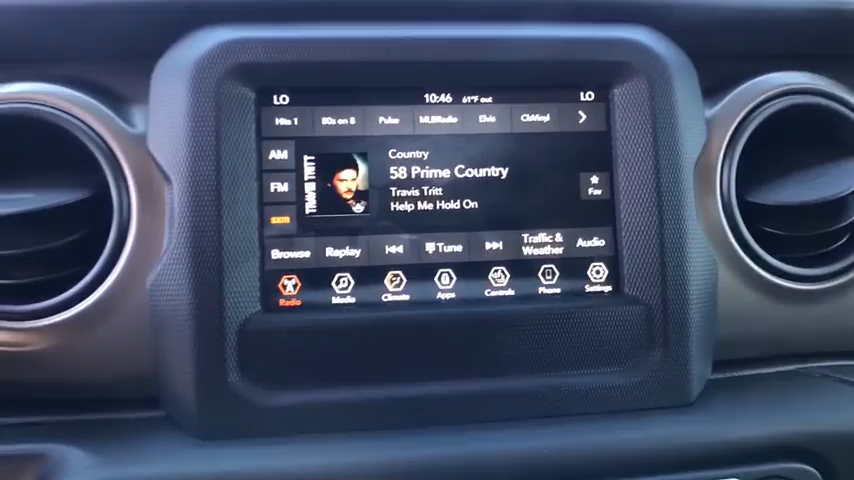 LO 10:46 61°F out LO
Hits 1 80s on 8 Pulse MLBRadio Elvis ClsVinyl
AM
FM
SXM
TRAVIS TRITT
Country
58 Prime Country
Travis Tritt
Help Me Hold On
Fav
Browse Replay Tune Traffic & Weather Audio
Radio Media Climate Apps Controls Phone Settings